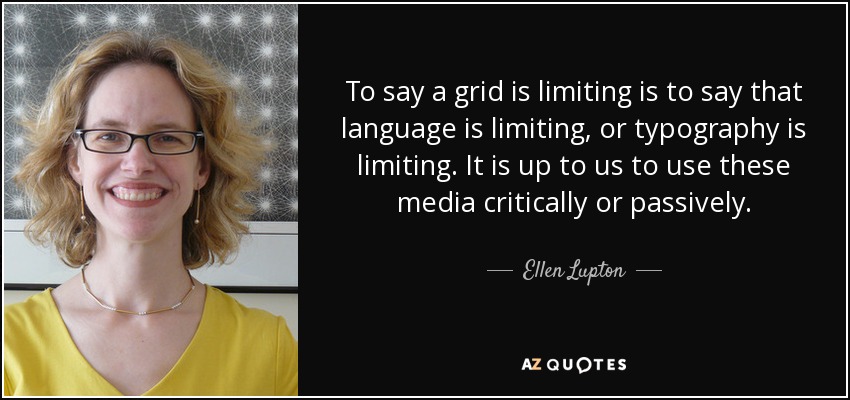 To say a grid is limiting is to say that
language is limiting, or typography is
limiting. It is up to us to use these
media critically or passively.
Ellen Lupton
AZ QUOTES